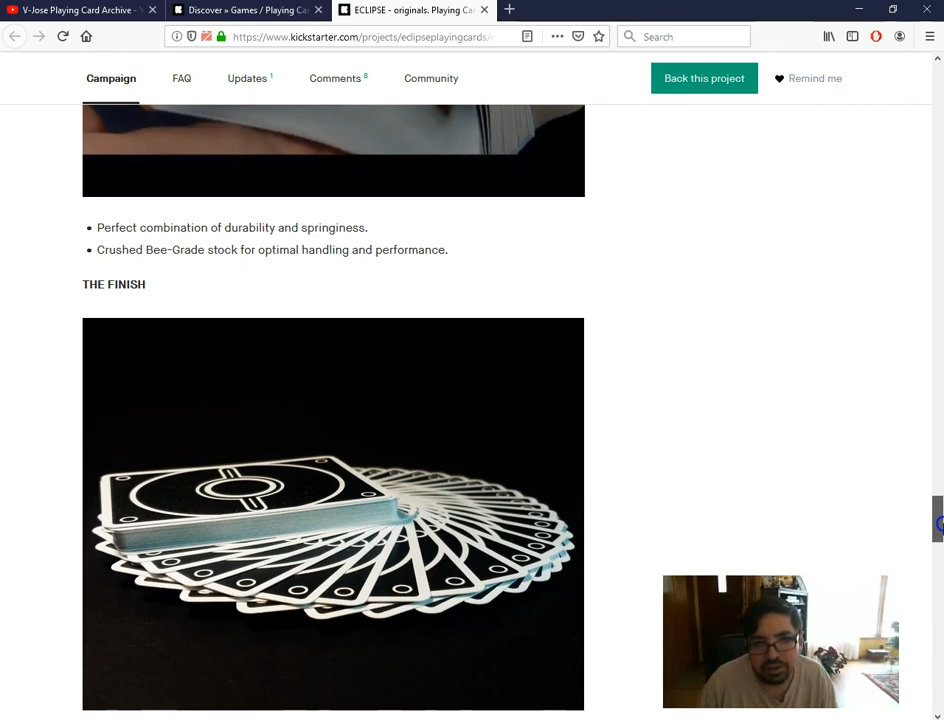 V-Jose Playing Card Archive -
Discover » Games / Playing Ca
ECLIPSE - originals. Playing Ca
https://www.kickstarter.com/projects/eclipseplayingcards/e
Search
Campaign
FAQ
Updates 1
Comments 8
Community
Back this project
Remind me
• Perfect combination of durability and springiness.
• Crushed Bee-Grade stock for optimal handling and performance.
THE FINISH